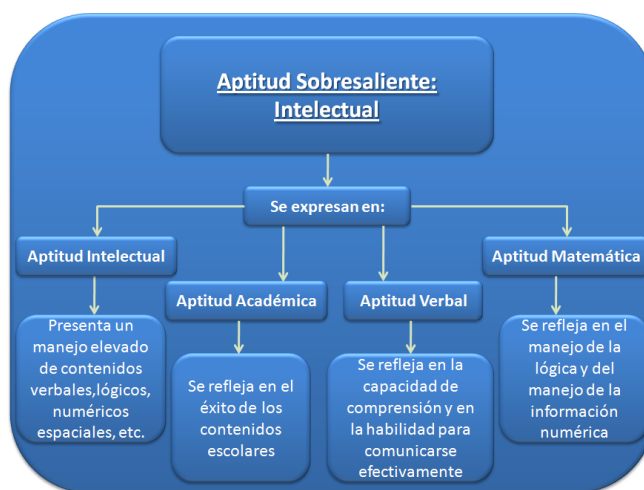 Aptitud Sobresaliente:
Intelectual
Se expresan en:
Aptitud Intelectual
Presenta un
manejo elevado
de contenidos
verbales,lógicos,
numéricos
espaciales, etc.
Aptitud Académica
Se refleja en el
éxito de los
contenidos
escolares
Aptitud Verbal
Se refleja en la
capacidad de
comprensión y en
la habilidad para
comunicarse
efectivamente
Aptitud Matemática
Se refleja en el
manejo de la
lógica y del
manejo de la
información
numérica